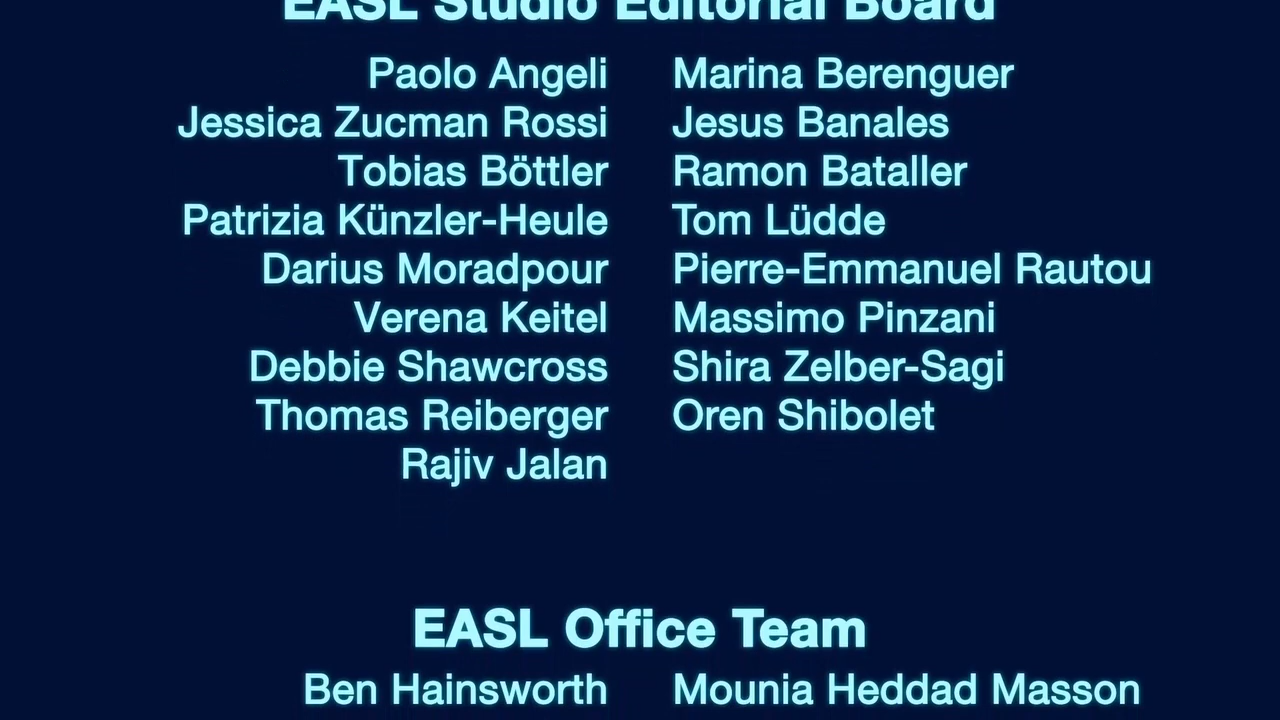 EASL Studio Editorial Board
Paolo Angeli Marina Berenguer
Jessica Zucman Rossi Jesus Banales
Tobias Böttler Ramon Bataller
Patrizia Künzler-Heule Tom Lüdde
Darius Moradpour Pierre-Emmanuel Rautou
Verena Keitel Massimo Pinzani
Debbie Shawcross Shira Zelber-Sagi
Thomas Reiberger Oren Shibolet
Rajiv Jalan
EASL Office Team
Ben Hainsworth Mounia Heddad Masson